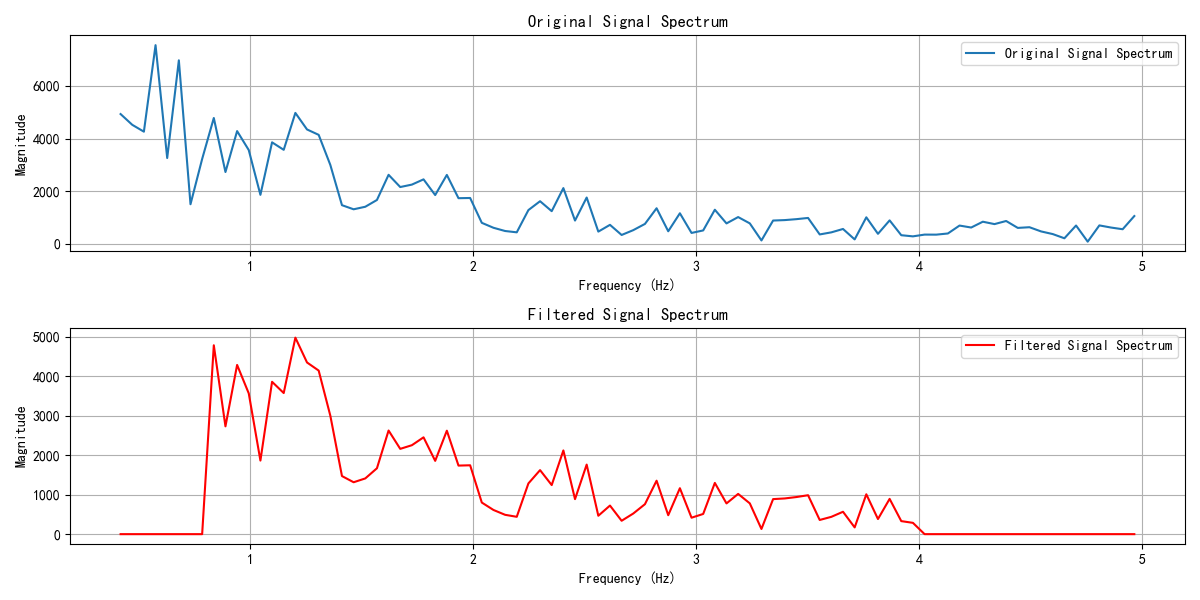 Original Signal Spectrum
Original Signal Spectrum
Magnitude
6000
4000
2000
0
1
2
3
4
5
Frequency (Hz)
Filtered Signal Spectrum
Filtered Signal Spectrum
Magnitude
5000
4000
3000
2000
1000
0
1
2
3
4
5
Frequency (Hz)